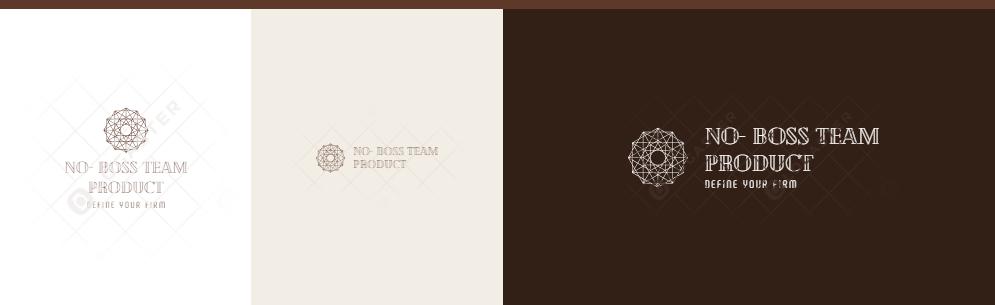 NO- BOSS TEAM
PRODUCT
DEFINE YOUR FIRM
NO- BOSS TEAM
PRODUCT
NO- BOSS TEAM
PRODUCT
DEFINE YOUR FIRM